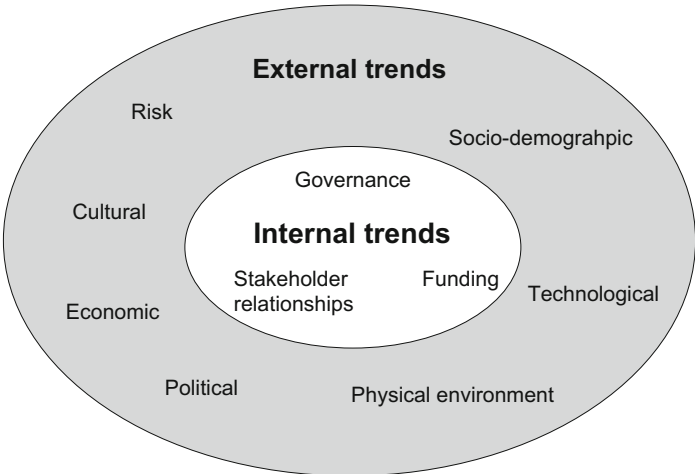 External trends
Risk
Socio-demograhpic
Governance
Cultural
Internal trends
Stakeholder
relationships
Funding
Technological
Economic
Political
Physical environment